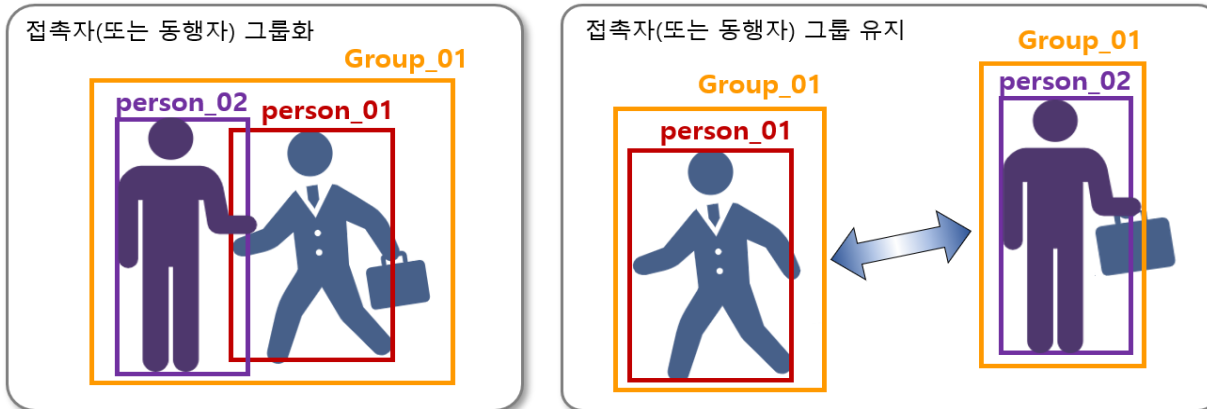 접촉자(또는 동행자) 그룹화
Group_01
person_02
person_01
접촉자(또는 동행자) 그룹 유지
Group_01
Group_01
person_02
person_01